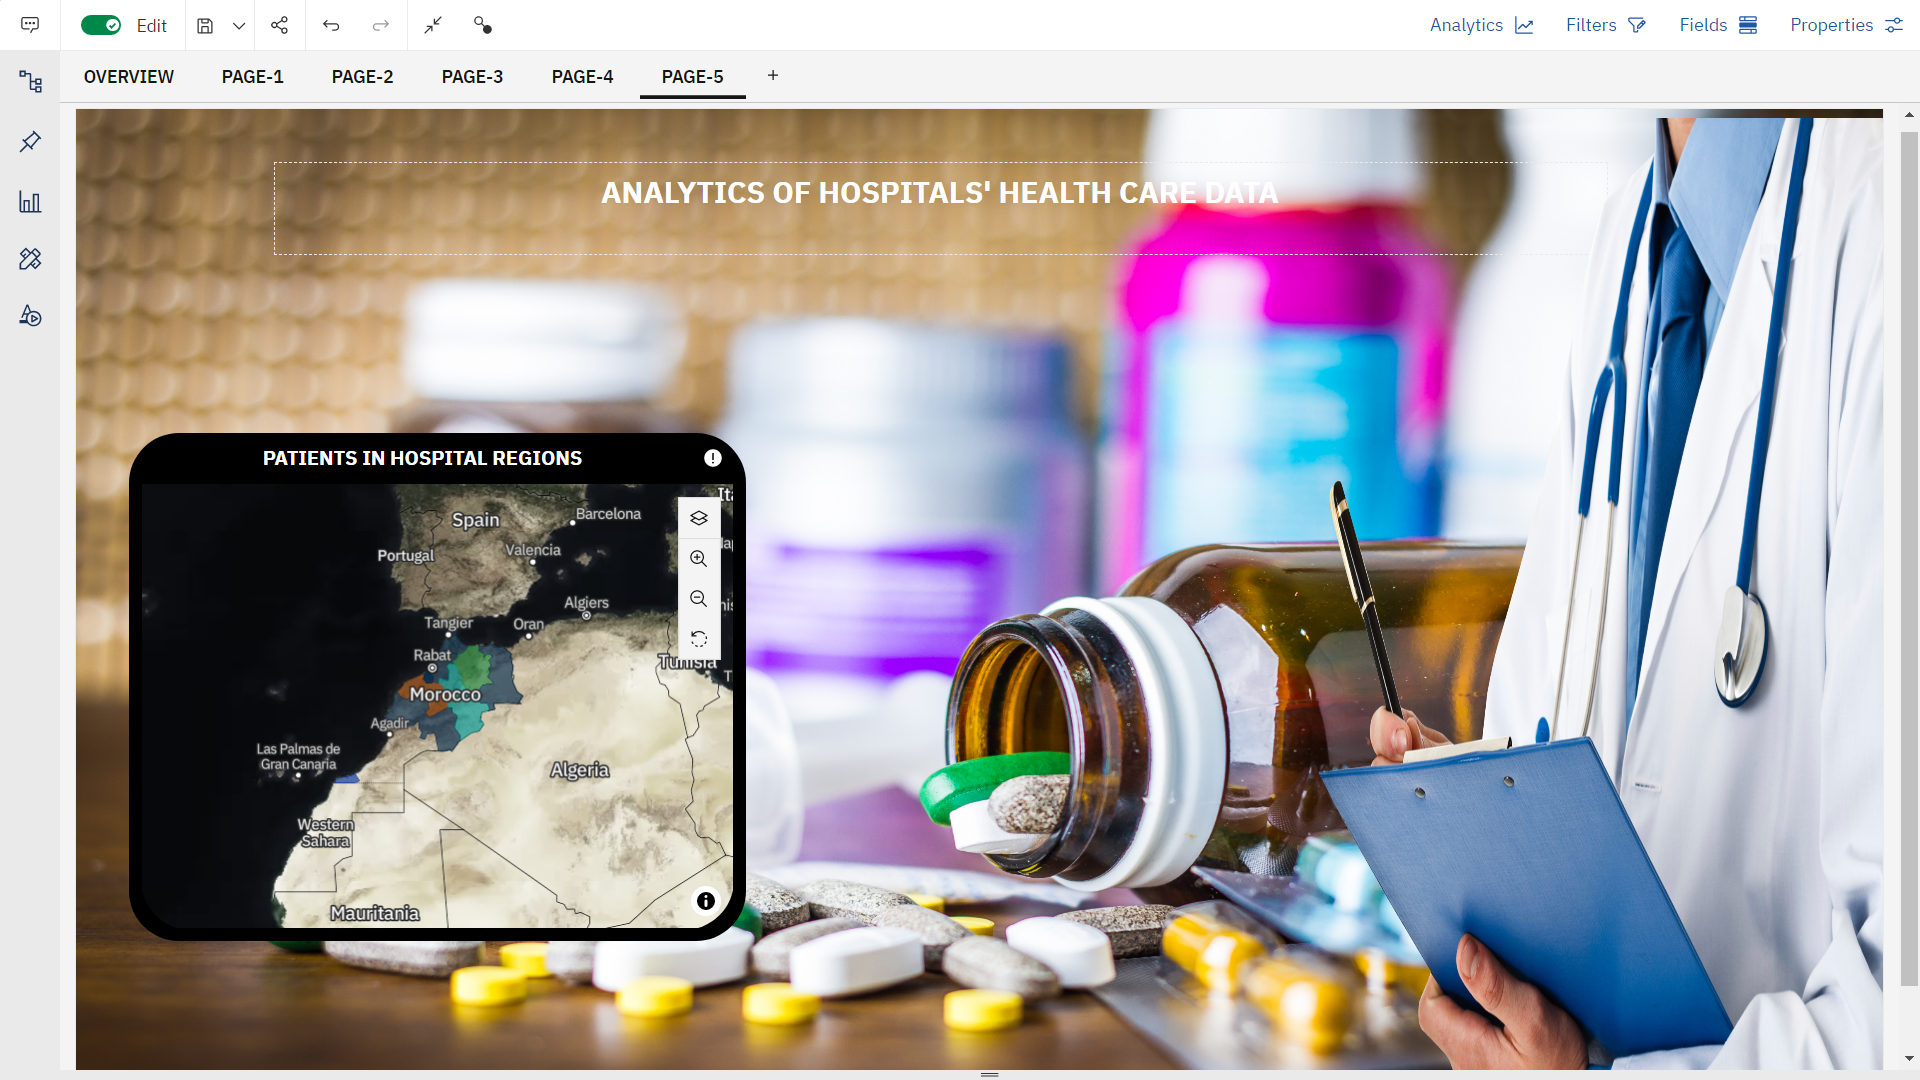 Edit
Analytics
Filters
Fields
Properties
OVERVIEW
PAGE-1
PAGE-2
PAGE-3
PAGE-4
PAGE-5
ANALYTICS OF HOSPITALS' HEALTH CARE DATA
PATIENTS IN HOSPITAL REGIONS
Spain
Barcelona
Portugal
Valencia
Algiers
Tangier
Oran
Rabat
Tunisia
Morocco
Agadir
Las Palmas de
Gran Canaria
Algeria
Western
Sahara
Mauritania